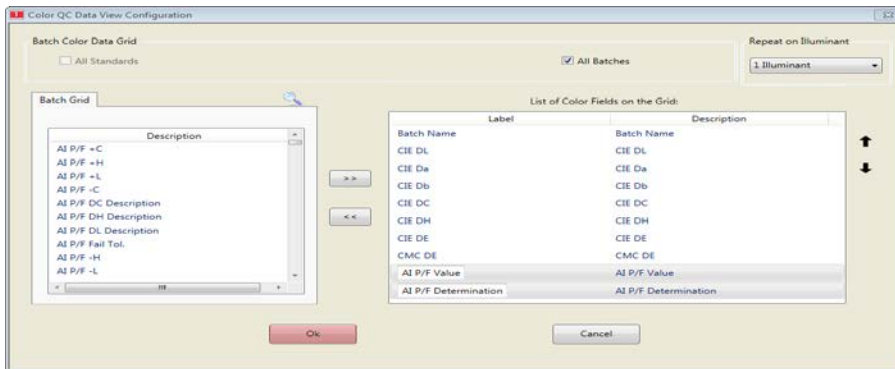 Color QC Data View Configuration
Batch Color Data Grid
Repeat on Illuminant
All Standards
All Batches
1 Illuminant
Batch Grid
List of Color Fields on the Grid:
Description
AI P/F +C
AI P/F +H
AI P/F +L
AI P/F -C
AI P/F DC Description
AI P/F DH Description
AI P/F DL Description
AI P/F Fail Tol.
AI P/F -H
AI P/F -L
>>
<<
Label Description
Batch Name Batch Name
CIE DL CIE DL
CIE Da CIE Da
CIE Db CIE Db
CIE DC CIE DC
CIE DH CIE DH
CIE DE CIE DE
CMC DE CMC DE
AI P/F Value AI P/F Value
AI P/F Determination AI P/F Determination
Ok Cancel